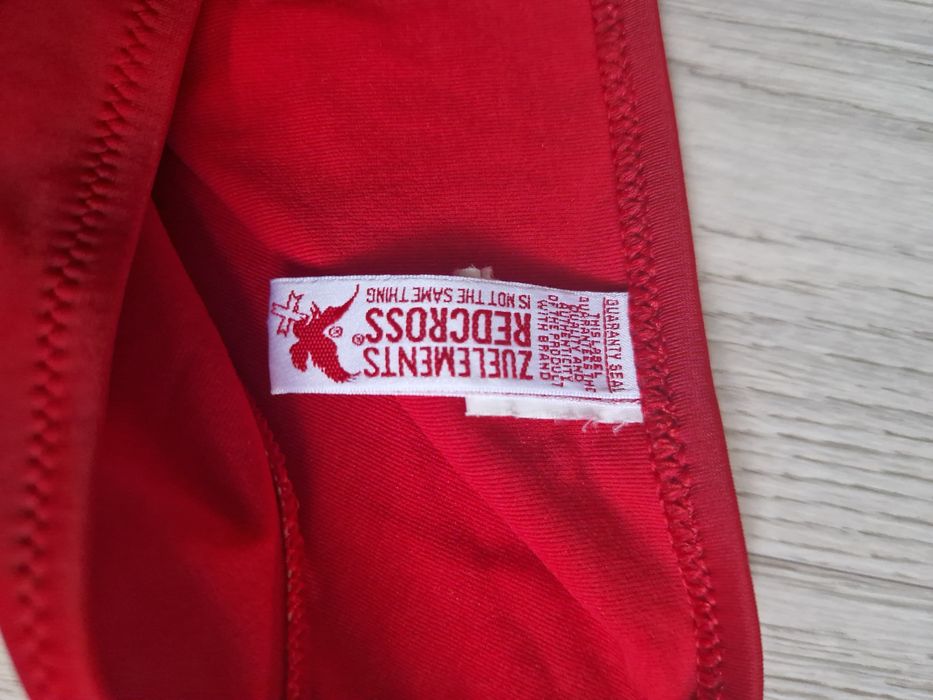 ZUELEMENTS
REDCROSS®
IS NOT THE SAME THING
®
GUARANTY SEAL
THIS LABEL
GUARANTEES THE
QUALITY AND
AUTHENTICITY
OF THE PRODUCT
WITH BRAND